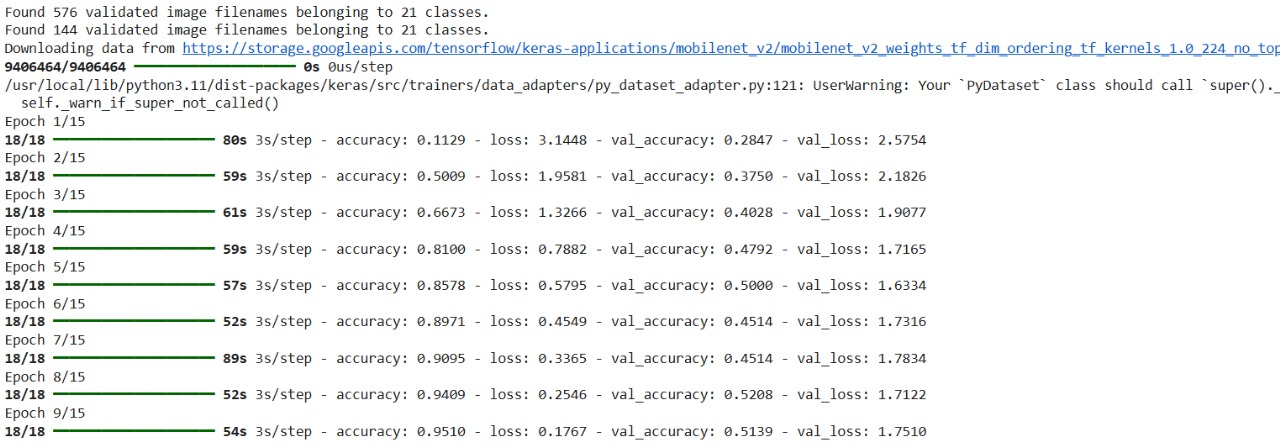 Found 576 validated image filenames belonging to 21 classes.
Found 144 validated image filenames belonging to 21 classes.
Downloading data from https://storage.googleapis.com/tensorflow/keras-applications/mobilenet_v2/mobilenet_v2_weights_tf_dim_ordering_tf_kernels_1.0_224_no_top
9406464/9406464 ━━━━━━━━━━━━━━━━━━━━ 0s 0us/step
/usr/local/lib/python3.11/dist-packages/keras/src/trainers/data_adapters/py_dataset_adapter.py:121: UserWarning: Your `PyDataset` class should call `super()._
self._warn_if_super_not_called()
Epoch 1/15
18/18 ━━━━━━━━━━━━━━━━━━━━ 80s 3s/step - accuracy: 0.1129 - loss: 3.1448 - val_accuracy: 0.2847 - val_loss: 2.5754
Epoch 2/15
18/18 ━━━━━━━━━━━━━━━━━━━━ 59s 3s/step - accuracy: 0.5009 - loss: 1.9581 - val_accuracy: 0.3750 - val_loss: 2.1826
Epoch 3/15
18/18 ━━━━━━━━━━━━━━━━━━━━ 61s 3s/step - accuracy: 0.6673 - loss: 1.3266 - val_accuracy: 0.4028 - val_loss: 1.9077
Epoch 4/15
18/18 ━━━━━━━━━━━━━━━━━━━━ 59s 3s/step - accuracy: 0.8100 - loss: 0.7882 - val_accuracy: 0.4792 - val_loss: 1.7165
Epoch 5/15
18/18 ━━━━━━━━━━━━━━━━━━━━ 57s 3s/step - accuracy: 0.8578 - loss: 0.5795 - val_accuracy: 0.5000 - val_loss: 1.6334
Epoch 6/15
18/18 ━━━━━━━━━━━━━━━━━━━━ 52s 3s/step - accuracy: 0.8971 - loss: 0.4549 - val_accuracy: 0.4514 - val_loss: 1.7316
Epoch 7/15
18/18 ━━━━━━━━━━━━━━━━━━━━ 89s 3s/step - accuracy: 0.9095 - loss: 0.3365 - val_accuracy: 0.4514 - val_loss: 1.7834
Epoch 8/15
18/18 ━━━━━━━━━━━━━━━━━━━━ 52s 3s/step - accuracy: 0.9409 - loss: 0.2546 - val_accuracy: 0.5208 - val_loss: 1.7122
Epoch 9/15
18/18 ━━━━━━━━━━━━━━━━━━━━ 54s 3s/step - accuracy: 0.9510 - loss: 0.1767 - val_accuracy: 0.5139 - val_loss: 1.7510